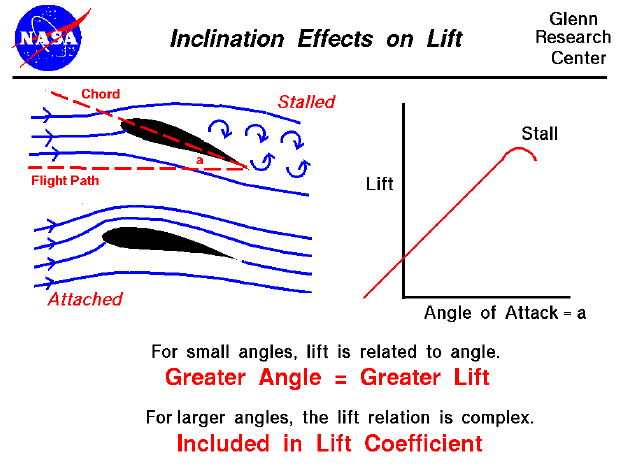 NASA
Inclination Effects on Lift
Glenn
Research
Center
Chord
Stalled
a
Flight Path
Attached
Stall
Lift
Angle of Attack = a
For small angles, lift is related to angle.
Greater Angle = Greater Lift
For larger angles, the lift relation is complex.
Included in Lift Coefficient